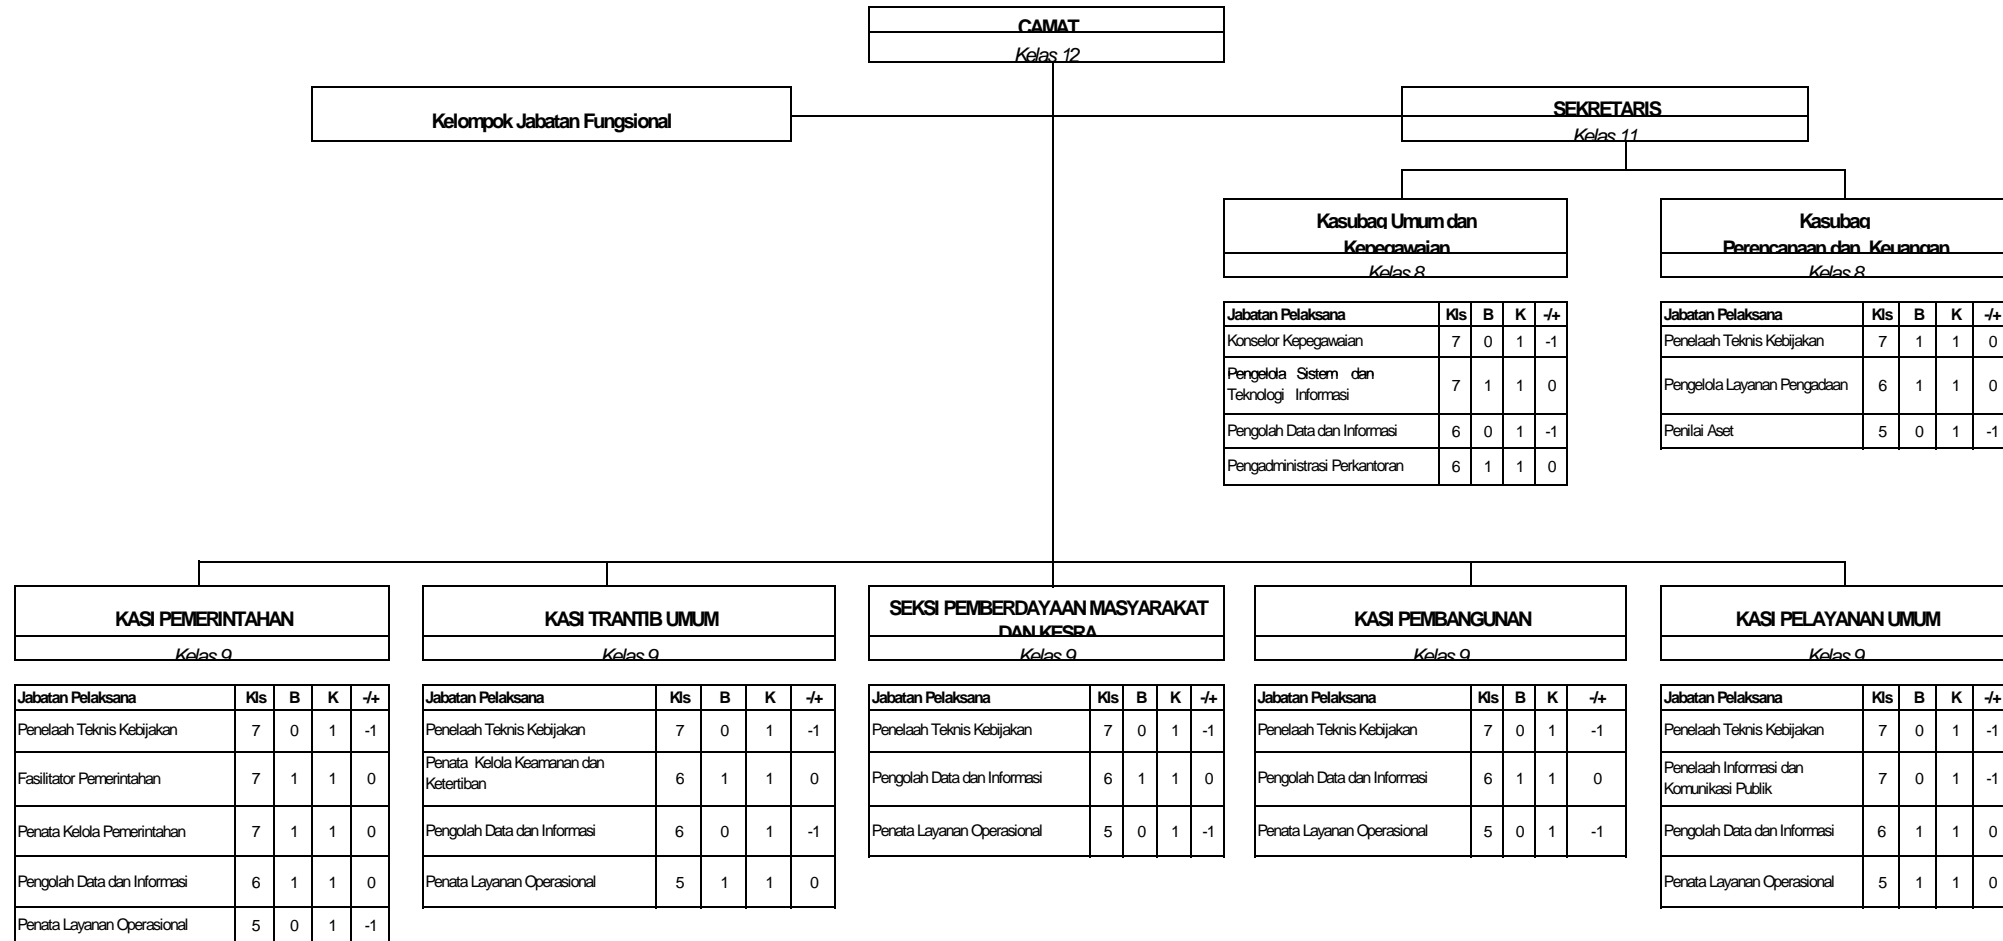 CAMAT
Kelas 12
Kelompok Jabatan Fungsional
SEKRETARIS
Kelas 11
Kasubag Umum dan
Kepegawaian
Kelas 8
Kasubag
Perencanaan dan Keuangan
Kelas 8
Jabatan Pelaksana Kls B K -/+
Konselor Kepegawaian 7 0 1 -1
Pengelola Sistem dan
Teknologi Informasi 7 1 1 0
Pengolah Data dan Informasi 6 0 1 -1
Pengadministrasi Perkantoran 6 1 1 0
Jabatan Pelaksana Kls B K -/+
Penelaah Teknis Kebijakan 7 1 1 0
Pengelola Layanan Pengadaan 6 1 1 0
Penilai Aset 5 0 1 -1
KASI PEMERINTAHAN
Kelas 9
Jabatan Pelaksana Kls B K -/+
Penelaah Teknis Kebijakan 7 0 1 -1
Fasilitator Pemerintahan 7 1 1 0
Penata Kelola Pemerintahan 7 1 1 0
Pengolah Data dan Informasi 6 1 1 0
Penata Layanan Operasional 5 0 1 -1
KASI TRANTIB UMUM
Kelas 9
Jabatan Pelaksana Kls B K -/+
Penelaah Teknis Kebijakan 7 0 1 -1
Penata Kelola Keamanan dan
Ketertiban 6 1 1 0
Pengolah Data dan Informasi 6 0 1 -1
Penata Layanan Operasional 5 1 1 0
SEKSI PEMBERDAYAAN MASYARAKAT
DAN KESRA
Kelas 9
Jabatan Pelaksana Kls B K -/+
Penelaah Teknis Kebijakan 7 0 1 -1
Pengolah Data dan Informasi 6 1 1 0
Penata Layanan Operasional 5 0 1 -1
KASI PEMBANGUNAN
Kelas 9
Jabatan Pelaksana Kls B K -/+
Penelaah Teknis Kebijakan 7 0 1 -1
Pengolah Data dan Informasi 6 1 1 0
Penata Layanan Operasional 5 0 1 -1
KASI PELAYANAN UMUM
Kelas 9
Jabatan Pelaksana Kls B K -/+
Penelaah Teknis Kebijakan 7 0 1 -1
Penelaah Informasi dan
Komunikasi Publik 7 0 1 -1
Pengolah Data dan Informasi 6 1 1 0
Penata Layanan Operasional 5 1 1 0